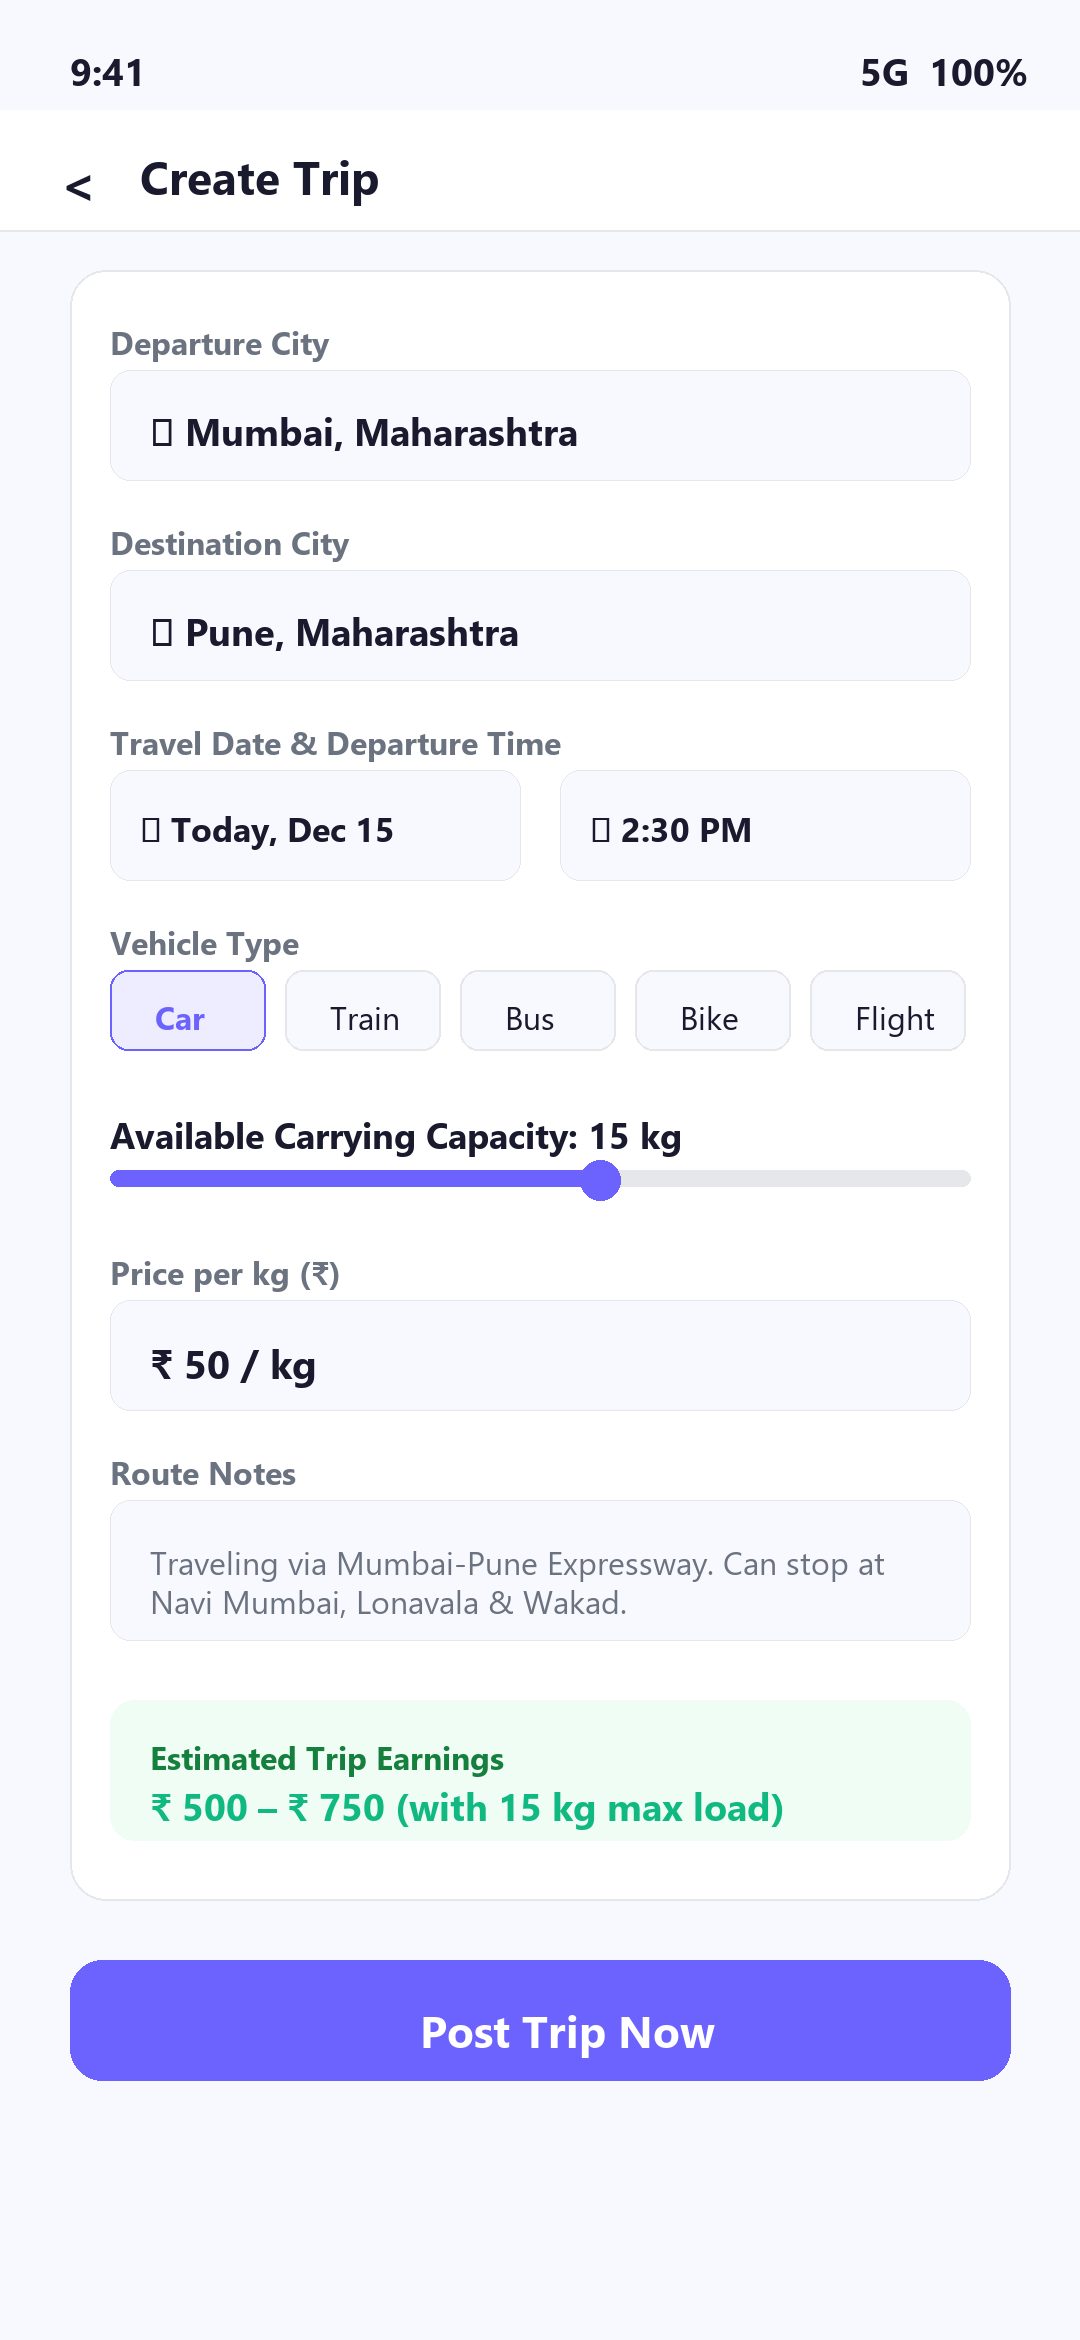 9:41
5G 100%
< Create Trip
Departure City
Mumbai, Maharashtra
Destination City
Pune, Maharashtra
Travel Date & Departure Time
Today, Dec 15
2:30 PM
Vehicle Type
Car
Train
Bus
Bike
Flight
Available Carrying Capacity: 15 kg
Price per kg (₹)
₹ 50 / kg
Route Notes
Traveling via Mumbai-Pune Expressway. Can stop at
Navi Mumbai, Lonavala & Wakad.
Estimated Trip Earnings
₹ 500 – ₹ 750 (with 15 kg max load)
Post Trip Now